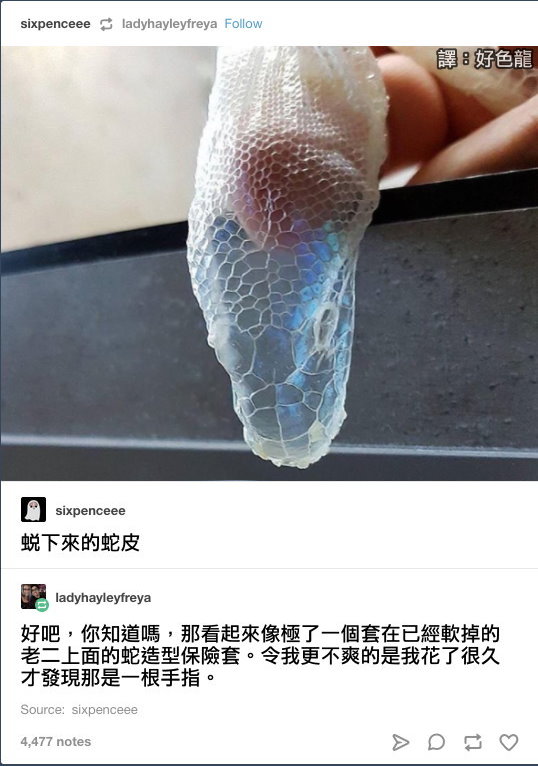 sixpenceee ladyhayleyfreya Follow
譯：好色龍
sixpenceee
蛻下來的蛇皮
ladyhayleyfreya
好吧，你知道嗎，那看起來像極了一個套在已經軟掉的
老二上面的蛇造型保險套。令我更不爽的是我花了很久
才發現那是一根手指。
Source: sixpenceee
4,477 notes